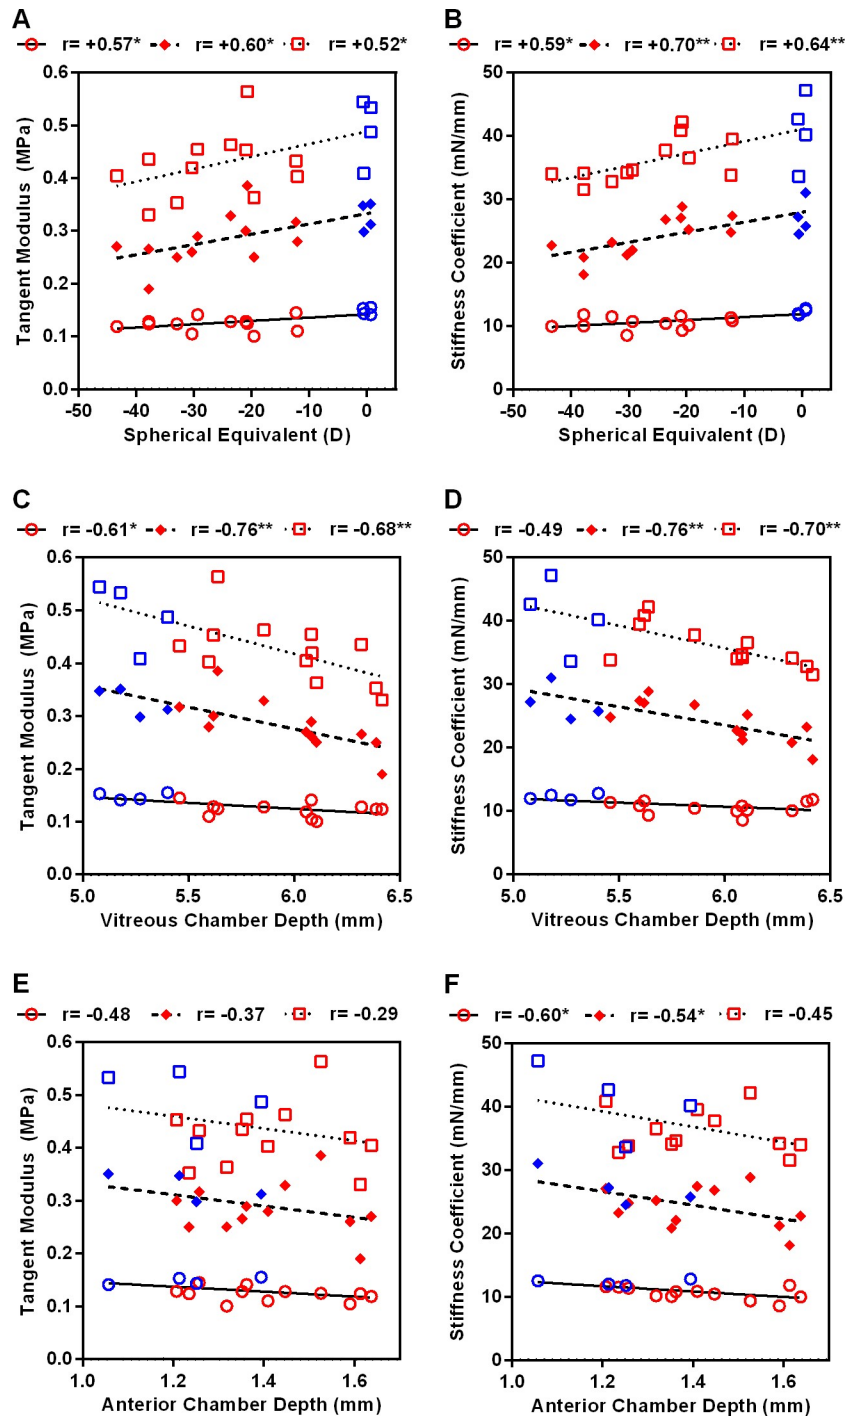 A
r= +0.57* r= +0.60* r= +0.52*
Tangent Modulus (MPa)
0.6
0.5
0.4
0.3
0.2
0.1
0.0
-50 -40 -30 -20 -10 0
Spherical Equivalent (D)
B
r= +0.59* r= +0.70** r= +0.64**
Stiffness Coefficient (mN/mm)
50
40
30
20
10
0
-50 -40 -30 -20 -10 0
Spherical Equivalent (D)
C
r= -0.61* r= -0.76** r= -0.68**
Tangent Modulus (MPa)
0.6
0.5
0.4
0.3
0.2
0.1
0.0
5.0 5.5 6.0 6.5
Vitreous Chamber Depth (mm)
D
r= -0.49 r= -0.76** r= -0.70**
Stiffness Coefficient (mN/mm)
50
40
30
20
10
0
5.0 5.5 6.0 6.5
Vitreous Chamber Depth (mm)
E
r= -0.48 r= -0.37 r= -0.29
Tangent Modulus (MPa)
0.6
0.5
0.4
0.3
0.2
0.1
0.0
1.0 1.2 1.4 1.6
Anterior Chamber Depth (mm)
F
r= -0.60* r= -0.54* r= -0.45
Stiffness Coefficient (mN/mm)
50
40
30
20
10
0
1.0 1.2 1.4 1.6
Anterior Chamber Depth (mm)